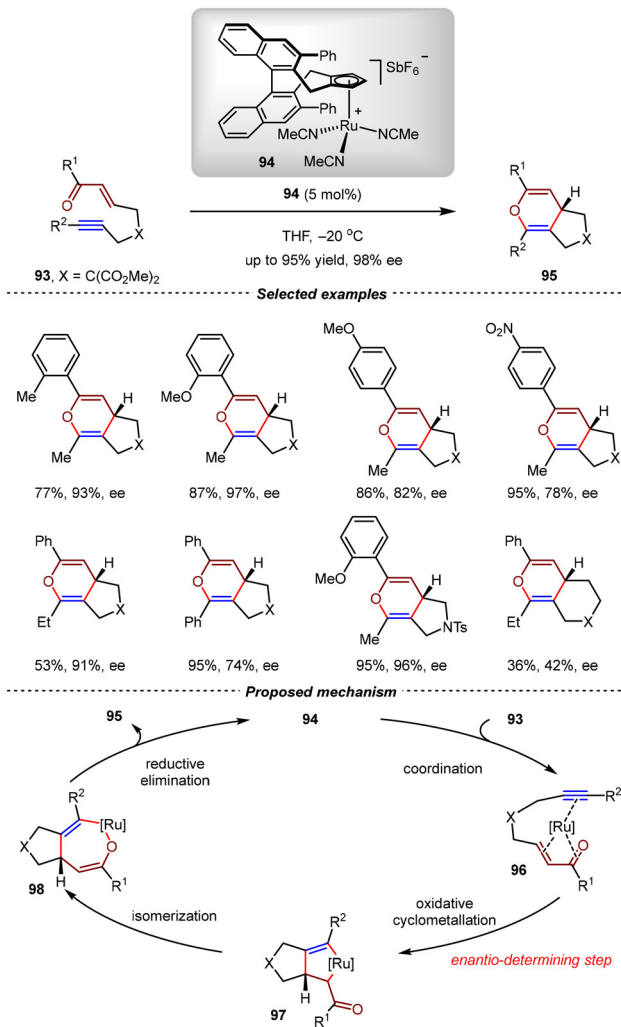 Ph
SbF6−
Ph
+
MeCN Ru NCMe
MeCN
94
R1
O
R2
X
93, X = C(CO2Me)2
94 (5 mol%)
THF, –20 °C
up to 95% yield, 98% ee
R1
H
O
X
R2
95
Selected examples
Me
H
O
X
Me
77%, 93%, ee
MeO
H
O
X
Me
87%, 97%, ee
MeO
H
O
X
Me
86%, 82%, ee
O2N
H
O
X
Me
95%, 78%, ee
Ph
H
O
X
Et
53%, 91%, ee
Ph
H
O
X
Ph
95%, 74%, ee
MeO
H
O
NTs
Me
95%, 96%, ee
Ph
H
O
X
Et
36%, 42%, ee
Proposed mechanism
95
94
93
reductive
elimination
coordination
R2
[Ru]
X
O
H
R1
98
R2
X
[Ru]
O
R1
96
isomerization
oxidative
cyclometallation
enantio-determining step
R2
X
[Ru]
H
O
R1
97